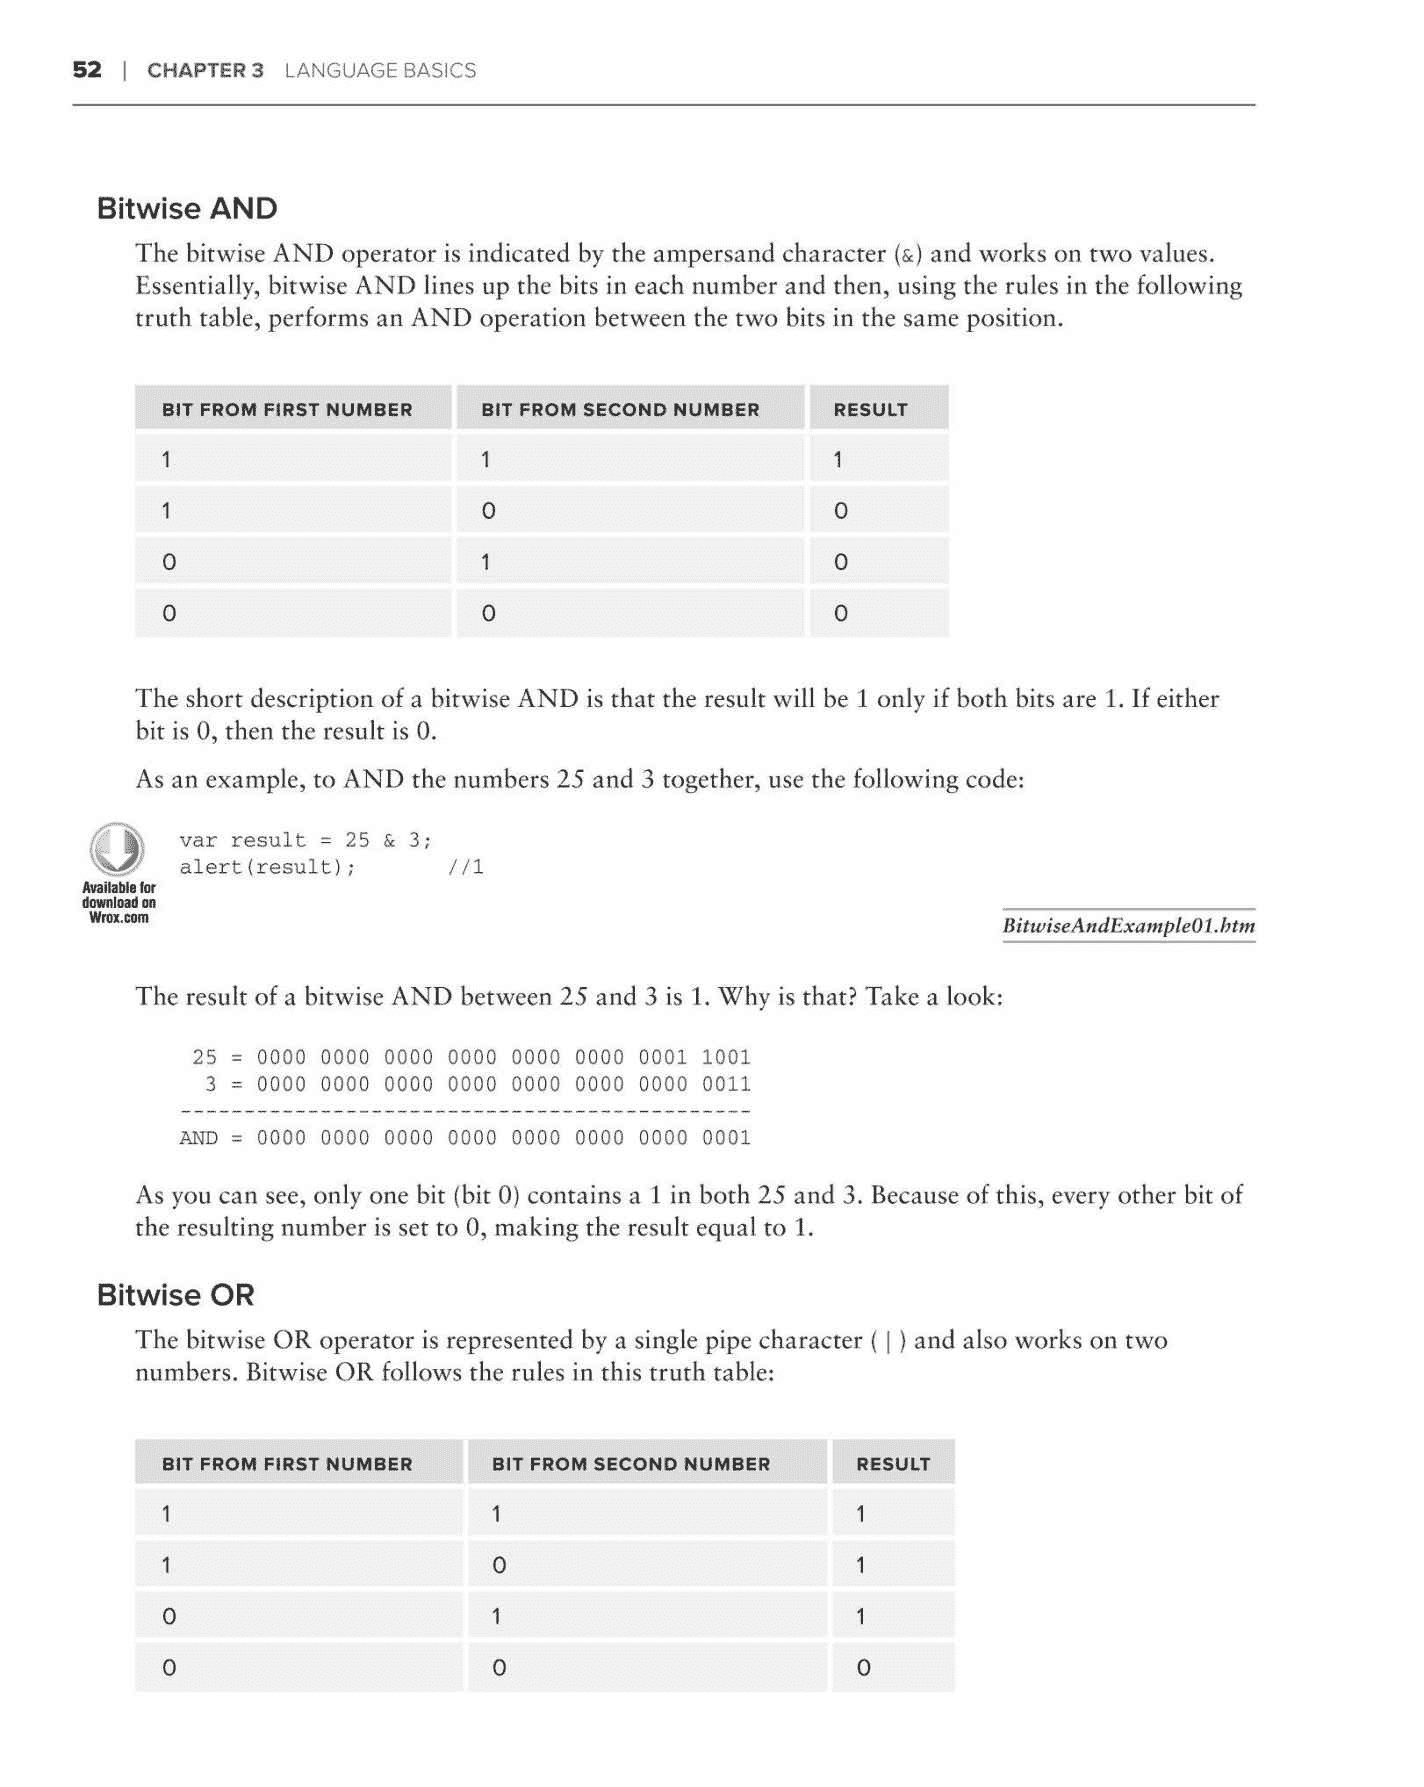 52 | CHAPTER 3 LANGUAGE BASICS
Bitwise AND
The bitwise AND operator is indicated by the ampersand character (&) and works on two values.
Essentially, bitwise AND lines up the bits in each number and then, using the rules in the following
truth table, performs an AND operation between the two bits in the same position.
BIT FROM FIRST NUMBER BIT FROM SECOND NUMBER RESULT
1 1 1
1 0 0
0 1 0
0 0 0
The short description of a bitwise AND is that the result will be 1 only if both bits are 1. If either
bit is 0, then the result is 0.
As an example, to AND the numbers 25 and 3 together, use the following code:
var result = 25 & 3;
alert(result); //1
Available for
download on
Wrox.com
BitwiseAndExample01.htm
The result of a bitwise AND between 25 and 3 is 1. Why is that? Take a look:
25 = 0000 0000 0000 0000 0000 0000 0001 1001
3 = 0000 0000 0000 0000 0000 0000 0000 0011
---------------------------------------------
AND = 0000 0000 0000 0000 0000 0000 0000 0001
As you can see, only one bit (bit 0) contains a 1 in both 25 and 3. Because of this, every other bit of
the resulting number is set to 0, making the result equal to 1.
Bitwise OR
The bitwise OR operator is represented by a single pipe character (|) and also works on two
numbers. Bitwise OR follows the rules in this truth table:
BIT FROM FIRST NUMBER BIT FROM SECOND NUMBER RESULT
1 1 1
1 0 1
0 1 1
0 0 0